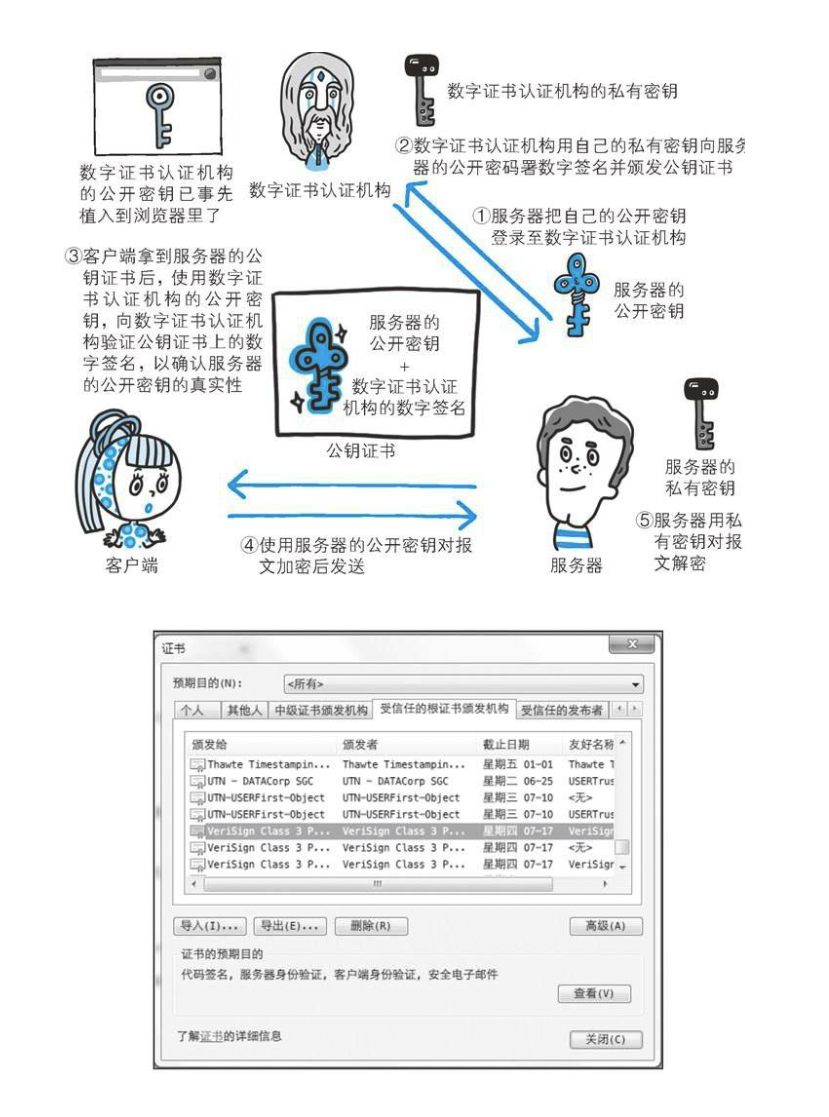 数字证书认证机构的私有密钥
②数字证书认证机构用自己的私有密钥向服务
器的公开密码署数字签名并颁发公钥证书
数字证书认证机构
的公开密钥已事先
植入到浏览器里了
数字证书认证机构
①服务器把自己的公开密钥
登录至数字证书认证机构
③客户端拿到服务器的公
钥证书后，使用数字证
书认证机构的公开密
钥，向数字证书认证机
构验证公钥证书上的数
字签名，以确认服务器
的公开密钥的真实性
服务器的
公开密钥
服务器的
公开密钥
+
数字证书认证
机构的数字签名
公钥证书
服务器的
私有密钥
④使用服务器的公开密钥对报
文加密后发送
⑤服务器用私
有密钥对报
文解密
客户端
服务器
证书
预期目的(N):
<所有>
个人 其他人 中级证书颁发机构 受信任的根证书颁发机构 受信任的发布者
颁发给 颁发者 截止日期 友好名称
Thawte Timestampin... Thawte Timestampin... 星期五 01-01 Thawte T
UTN - DATACorp SGC UTN - DATACorp SGC 星期二 06-25 USERTrus
UTN-USERFirst-Object UTN-USERFirst-Object 星期三 07-10 <无>
UTN-USERFirst-Object UTN-USERFirst-Object 星期三 07-10 USERTrus
VeriSign Class 3 P... VeriSign Class 3 P... 星期四 07-17 VeriSigr
VeriSign Class 3 P... VeriSign Class 3 P... 星期四 07-17 <无>
VeriSign Class 3 P... VeriSign Class 3 P... 星期四 07-17 VeriSigr
导入(I)... 导出(E)... 删除(R) 高级(A)
证书的预期目的
代码签名，服务器身份验证，客户端身份验证，安全电子邮件
查看(V)
了解证书的详细信息
关闭(C)